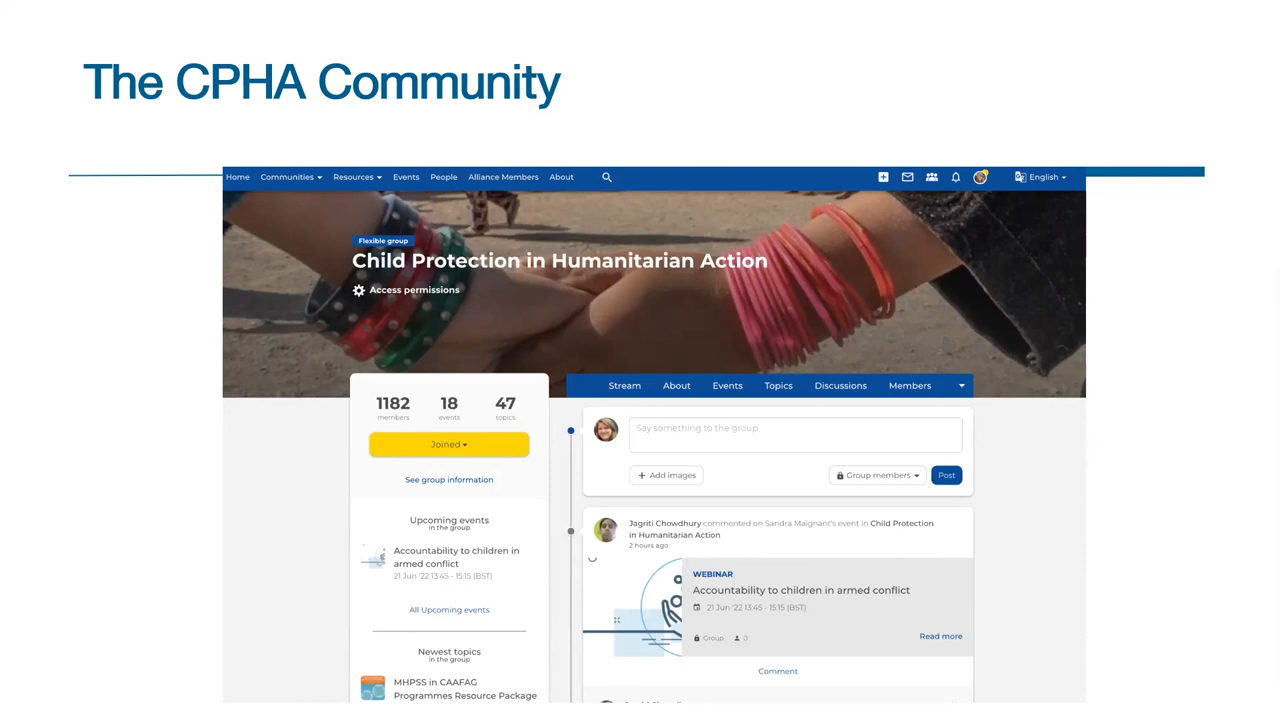 The CPHA Community
Home Communities Resources Events People Alliance Members About
English
Flexible group
Child Protection in Humanitarian Action
Access permissions
1182 18 47
members events topics
Joined
See group information
Upcoming events
in the group
Accountability to children in
armed conflict
21 Jun '22 13:45 - 15:15 (BST)
All Upcoming events
Newest topics
in the group
MHPSS in CAAFAG
Programmes Resource Package
Stream About Events Topics Discussions Members
Say something to the group
+ Add images
Group members
Post
Jagriti Chowdhury commented on Sandra Maignant's event in Child Protection
in Humanitarian Action
2 hours ago
WEBINAR
Accountability to children in armed conflict
21 Jun '22 13:45 - 15:15 (BST)
Group 0
Read more
Comment